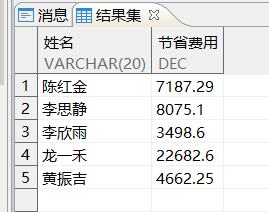 消息 结果集
姓名 节省费用
VARCHAR(20) DEC
1 陈红金 7187.29
2 李思静 8075.1
3 李欣雨 3498.6
4 龙一禾 22682.6
5 黄振吉 4662.25